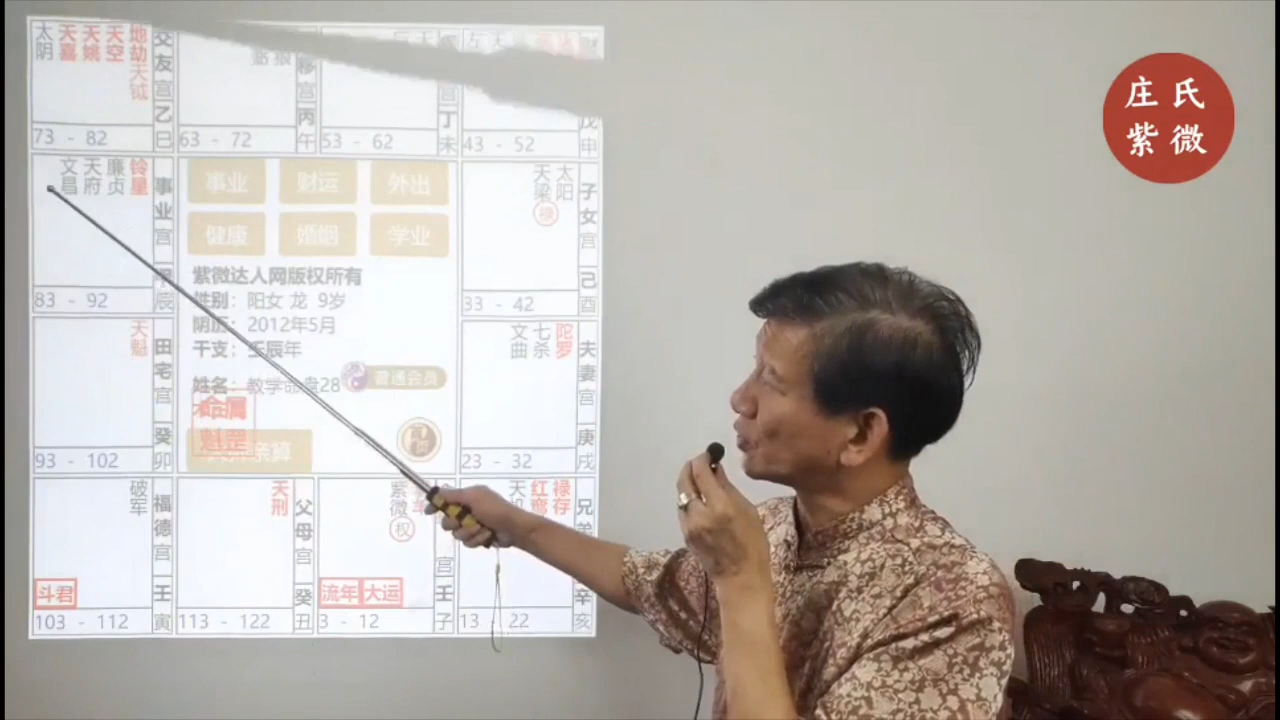 庄 氏
紫 微
太阴
天喜
天姚
天空
地劫
天钺
交友宫
乙巳
73 - 82
丙午
63 - 72
丁未
53 - 62
43 - 52
申
文昌
天府
廉贞
铃星
事业宫
辰
83 - 92
事业
财运
外出
健康
婚姻
学业
紫微达人网版权所有
性别： 阳女 龙 9岁
阴历： 2012年5月
干支： 壬辰年
姓名： 教学命盘28
普通会员
天梁
禄
太阳
子女宫
己酉
33 - 42
天魁
田宅宫
癸卯
93 - 102
文曲
七杀
陀罗
夫妻宫
庚戌
23 - 32
破军
福德宫
斗君
壬寅
103 - 112
天刑
父母宫
癸丑
113 - 122
紫微
权
宫
流年
大运
壬子
3 - 12
红鸾
禄存
兄
辛亥
13 22